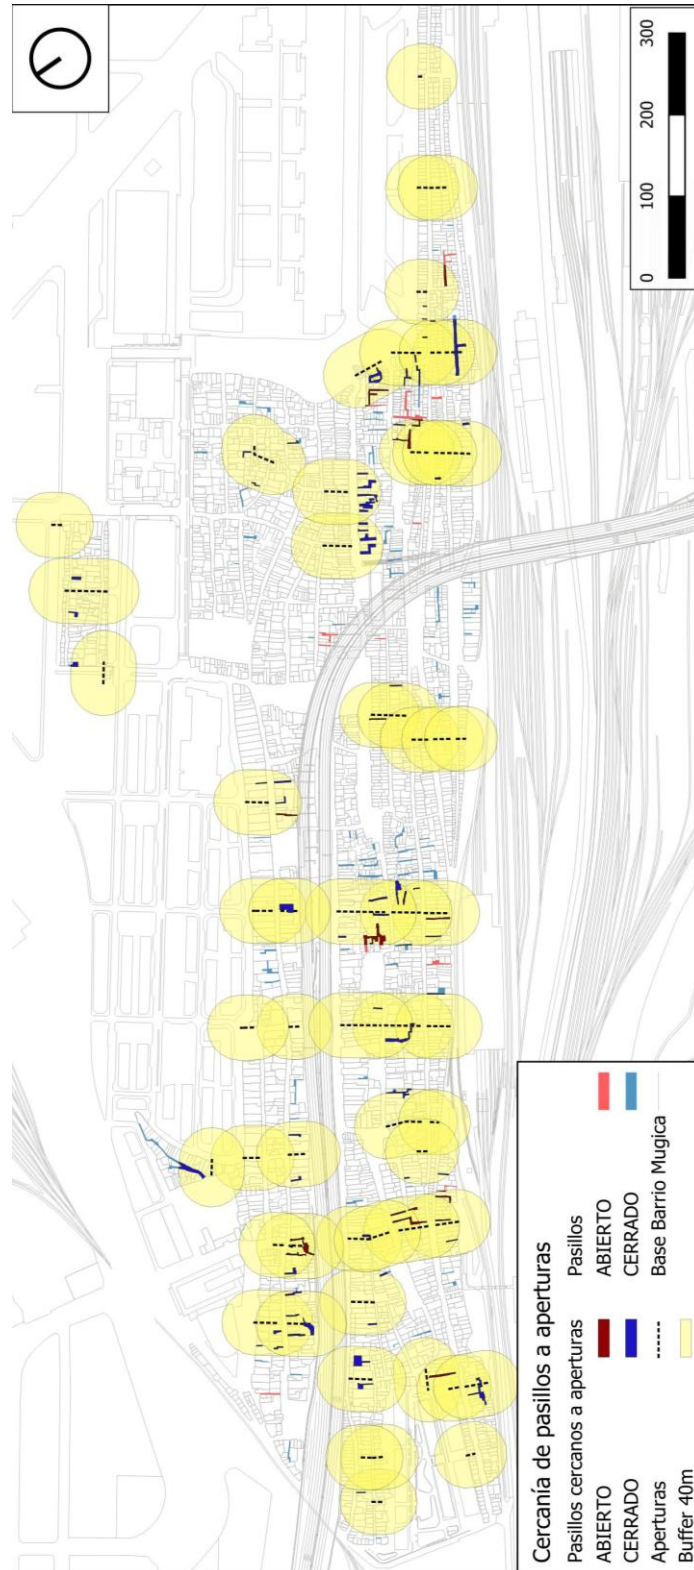 Cercanía de pasillos a aperturas
Pasillos cercanos a aperturas
ABIERTO
CERRADO
Aperturas
Buffer 40m
Pasillos
ABIERTO
CERRADO
Base Barrio Mugica
0 100 200 300